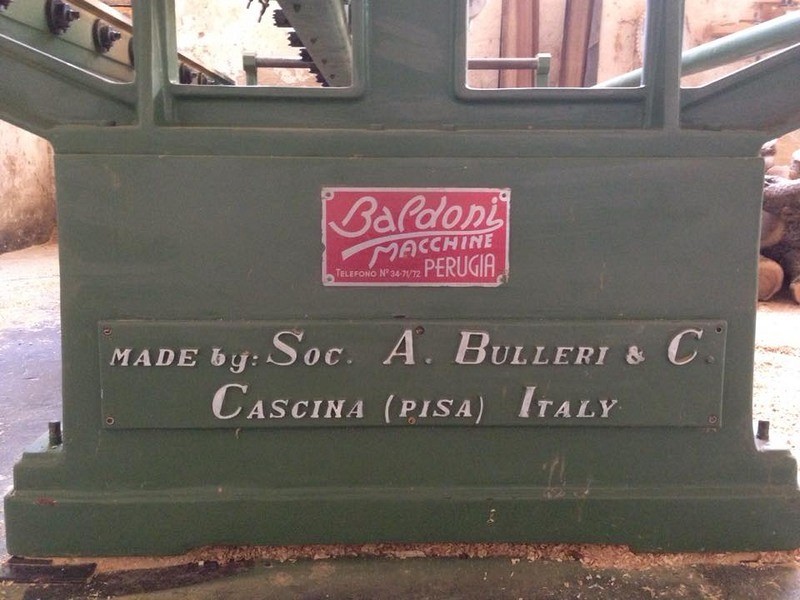 Baldoni
MACCHINE
TELEFONO Nº 34-71/72 PERUGIA
MADE by: SOC. A. BULLERI & C.
CASCINA (PISA) ITALY